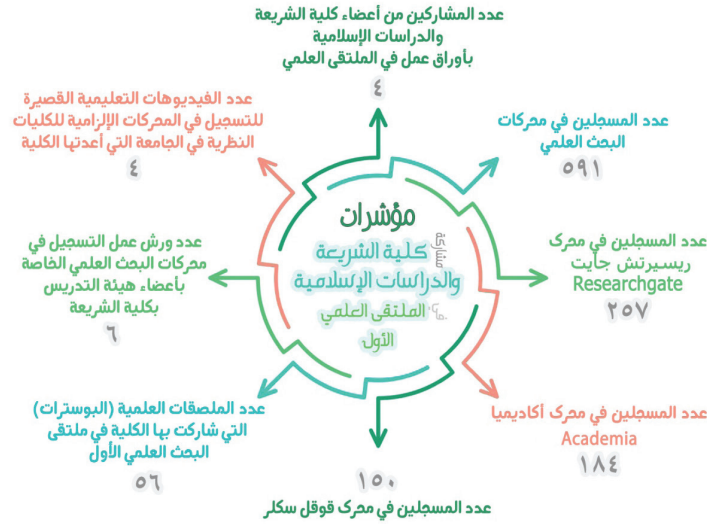 مؤشرات
مشاركة
كلية الشريعة
والدراسات الإسلامية
في
الملتقى العلمي
الأول
عدد المشاركين من أعضاء كلية الشريعة
والدراسات الإسلامية
بأوراق عمل في الملتقى العلمي
٤
عدد المسجلين في محركات
البحث العلمي
٥٩١
عدد المسجلين في محرك
ريسيرتش جايت
Researchgate
٢٥٧
عدد المسجلين في محرك أكاديميا
Academia
١٨٤
١٥٠
عدد المسجلين في محرك قوقل سكلر
عدد الملصقات العلمية (البوسترات)
التي شاركت بها الكلية في ملتقى
البحث العلمي الأول
٥٦
عدد ورش عمل التسجيل في
محركات البحث العلمي الخاصة
بأعضاء هيئة التدريس
بكلية الشريعة
٦
عدد الفيديوهات التعليمية القصيرة
للتسجيل في المحركات الإلزامية للكليات
النظرية في الجامعة التي أعدتها الكلية
٤